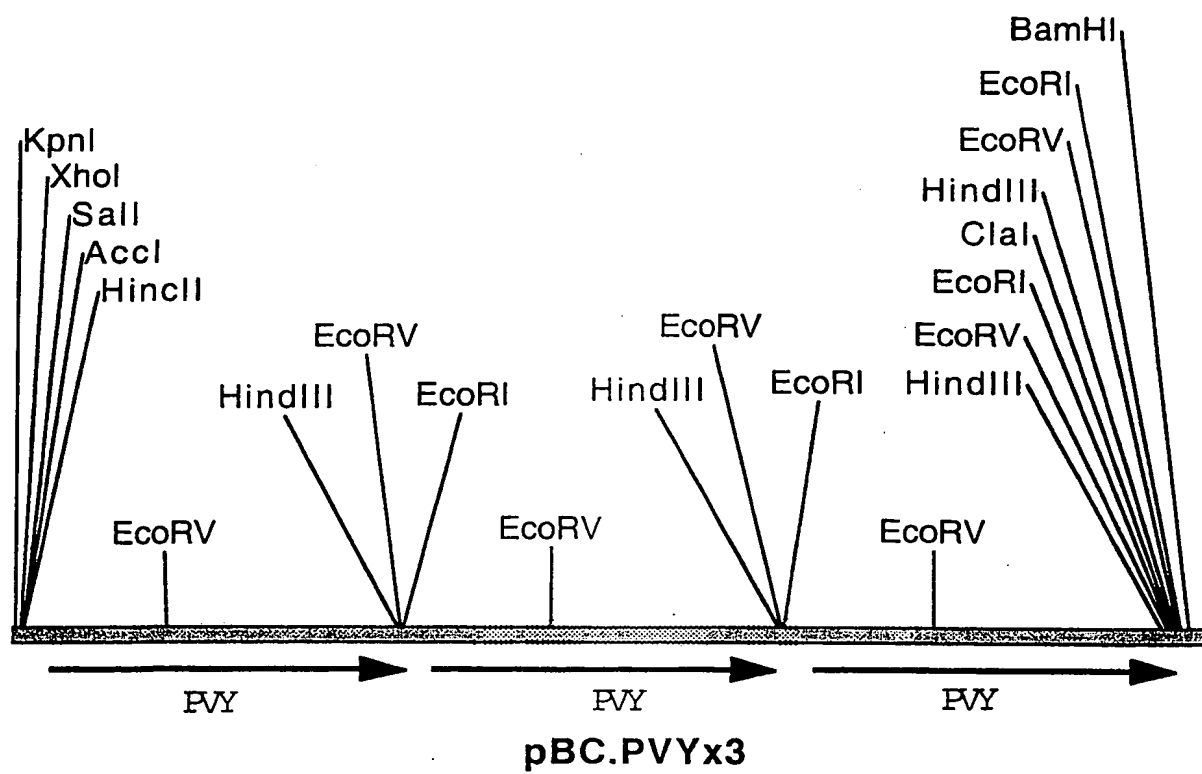 BamHI
EcoRI
KpnI
EcoRV
XhoI
HindIII
SalI
ClaI
AccI
EcoRI
HincII
EcoRV
EcoRV
EcoRV
HindIII
EcoRI
HindIII
EcoRI
HindIII
EcoRV
EcoRV
EcoRV
PVY
PVY
PVY
pBC.PVYx3